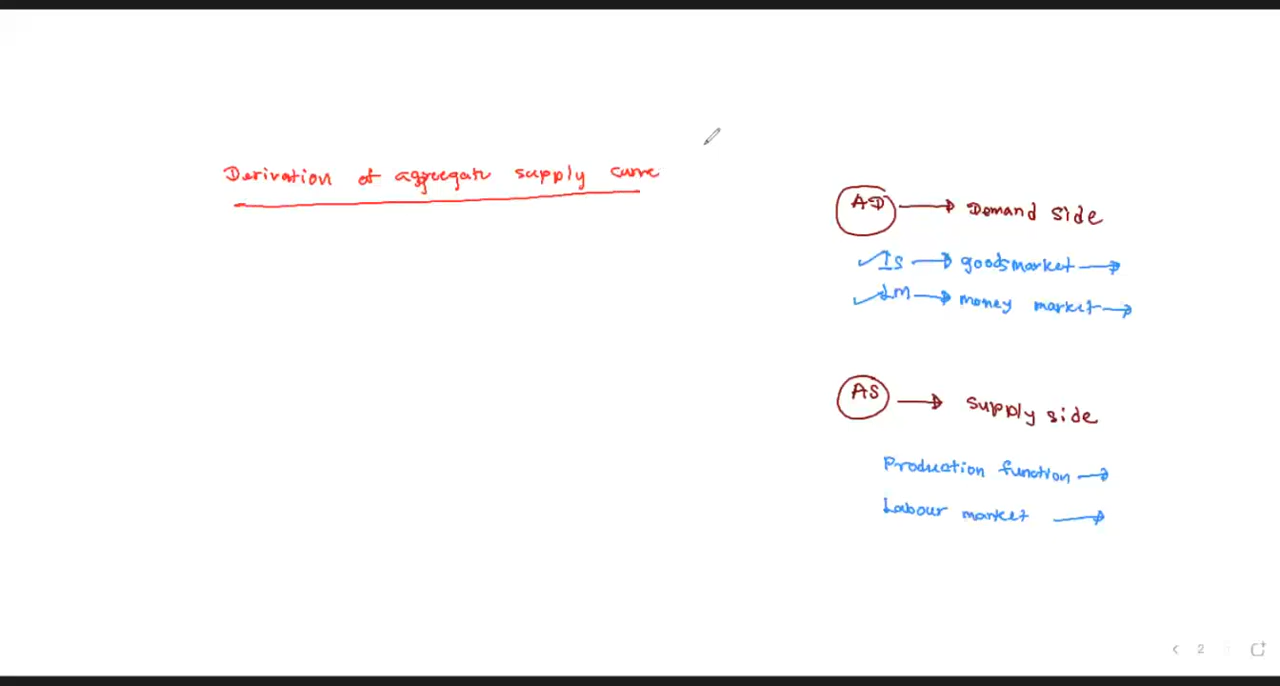 Derivation of aggregate supply curve
AD → Demand side
IS → goods market →
LM → money market →
AS → supply side
Production function →
Labour market →
2